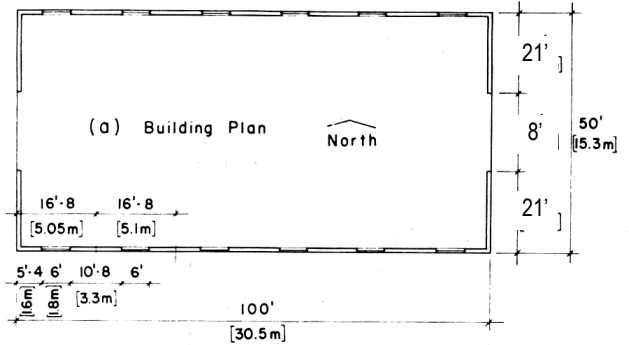 21' ]
8' ]
50'
[15.3m]
(a) Building Plan
North
16'-8 16'-8
[5.05m] [5.1m]
21' ]
5'-4 6' 10'-8 6'
[1.6m] [1.8m] [3.3m]
100'
[30.5m]